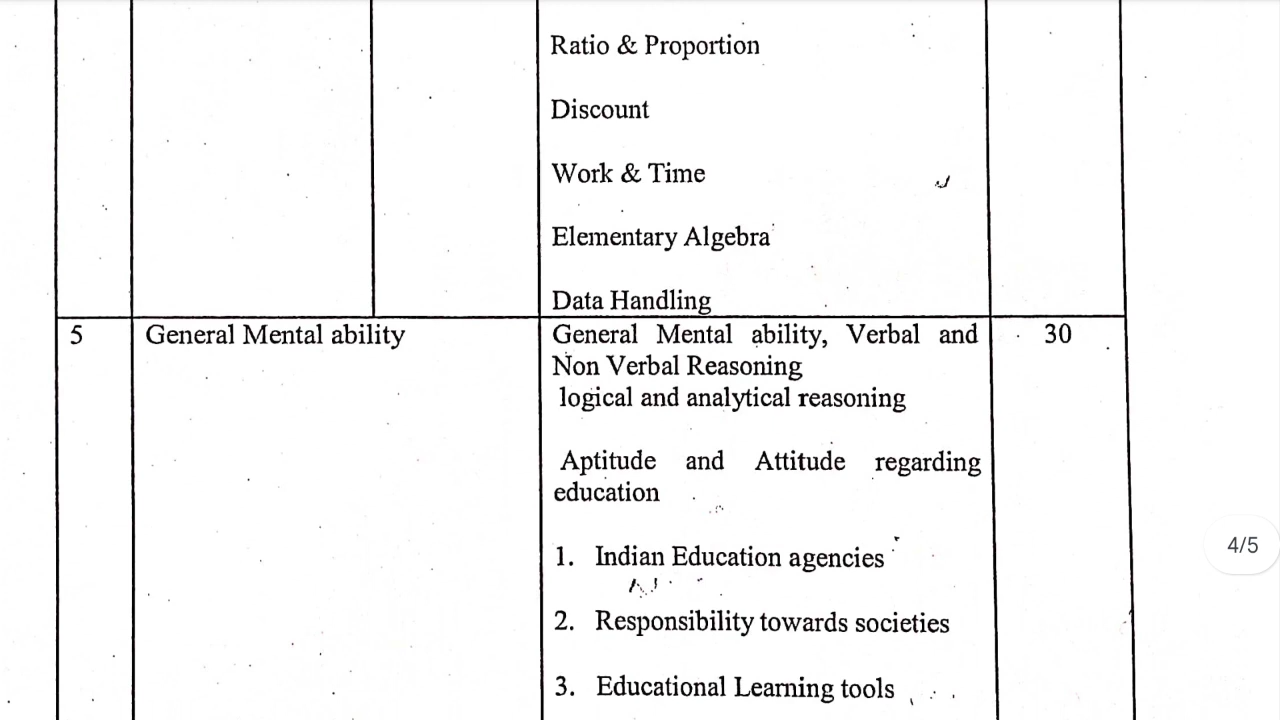 Ratio & Proportion
Discount
Work & Time
Elementary Algebra
Data Handling
5
General Mental ability
General Mental ability, Verbal and
Non Verbal Reasoning
logical and analytical reasoning
Aptitude and Attitude regarding
education
1. Indian Education agencies
2. Responsibility towards societies
3. Educational Learning tools
30
4/5